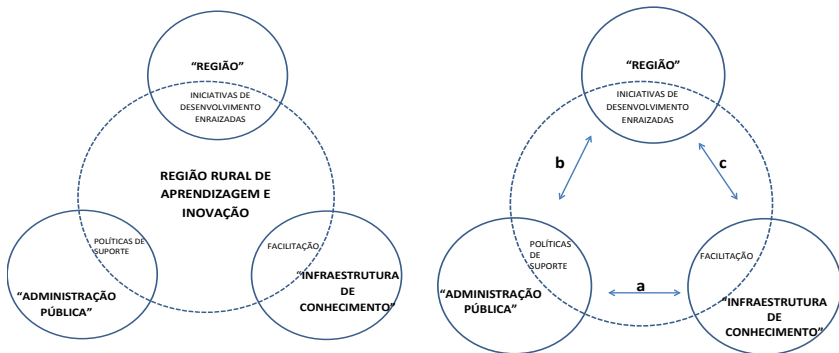 “REGIÃO”
INICIATIVAS DE
DESENVOLVIMENTO
ENRAIZADAS
REGIÃO RURAL DE
APRENDIZAGEM E
INOVAÇÃO
POLÍTICAS DE
SUPORTE
“ADMINISTRAÇÃO
PÚBLICA”
FACILITAÇÃO
“INFRAESTRUTURA
DE
CONHECIMENTO”
“REGIÃO”
INICIATIVAS DE
DESENVOLVIMENTO
ENRAIZADAS
b
c
POLÍTICAS
DE
SUPORTE
“ADMINISTRAÇÃO
PÚBLICA”
a
FACILITAÇÃO
“INFRAESTRUTURA
DE
CONHECIMENTO”